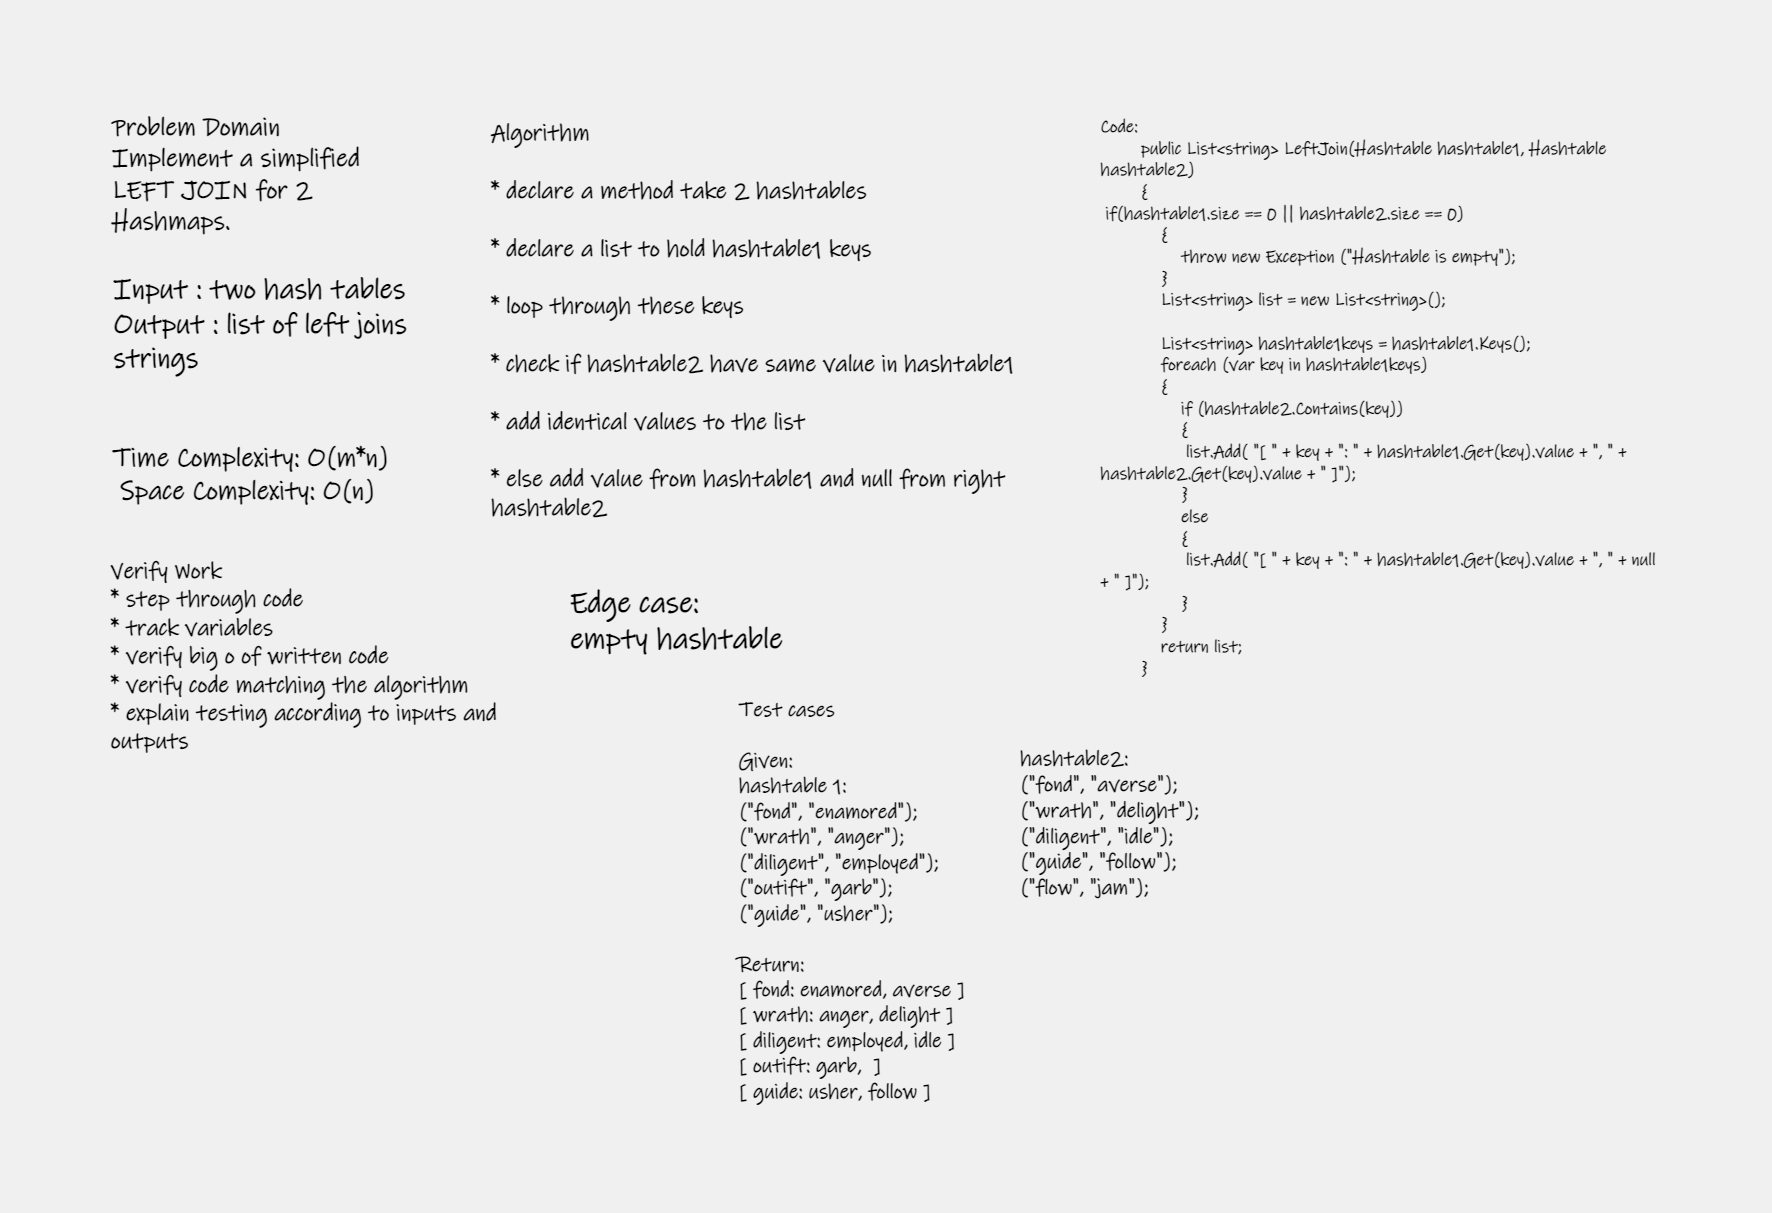 Problem Domain
Implement a simplified
LEFT JOIN for 2
Hashmaps.
Input : two hash tables
Output : list of left joins
strings
Time Complexity: O(m*n)
Space Complexity: O(n)
Verify Work
* step through code
* track variables
* verify big o of written code
* verify code matching the algorithm
* explain testing according to inputs and
outputs
Algorithm
* declare a method take 2 hashtables
* declare a list to hold hashtable1 keys
* loop through these keys
* check if hashtable2 have same value in hashtable1
* add identical values to the list
* else add value from hashtable1 and null from right
hashtable2
Edge case:
empty hashtable
Code:
public List<string> LeftJoin(Hashtable hashtable1, Hashtable
hashtable2)
{
if(hashtable1.size == 0 || hashtable2.size == 0)
{
throw new Exception ("Hashtable is empty");
}
List<string> list = new List<string>();
List<string> hashtable1keys = hashtable1.Keys();
foreach (var key in hashtable1keys)
{
if (hashtable2.Contains(key))
{
list.Add( "[ " + key + ": " + hashtable1.Get(key).value + ", " +
hashtable2.Get(key).value + " ]");
}
else
{
list.Add( "[ " + key + ": " + hashtable1.Get(key).value + ", " + null
+ " ]");
}
}
return list;
}
Test cases
Given:
hashtable 1:
("fond", "enamored");
("wrath", "anger");
("diligent", "employed");
("outift", "garb");
("guide", "usher");
hashtable2:
("fond", "averse");
("wrath", "delight");
("diligent", "idle");
("guide", "follow");
("flow", "jam");
Return:
[ fond: enamored, averse ]
[ wrath: anger, delight ]
[ diligent: employed, idle ]
[ outift: garb,  ]
[ guide: usher, follow ]